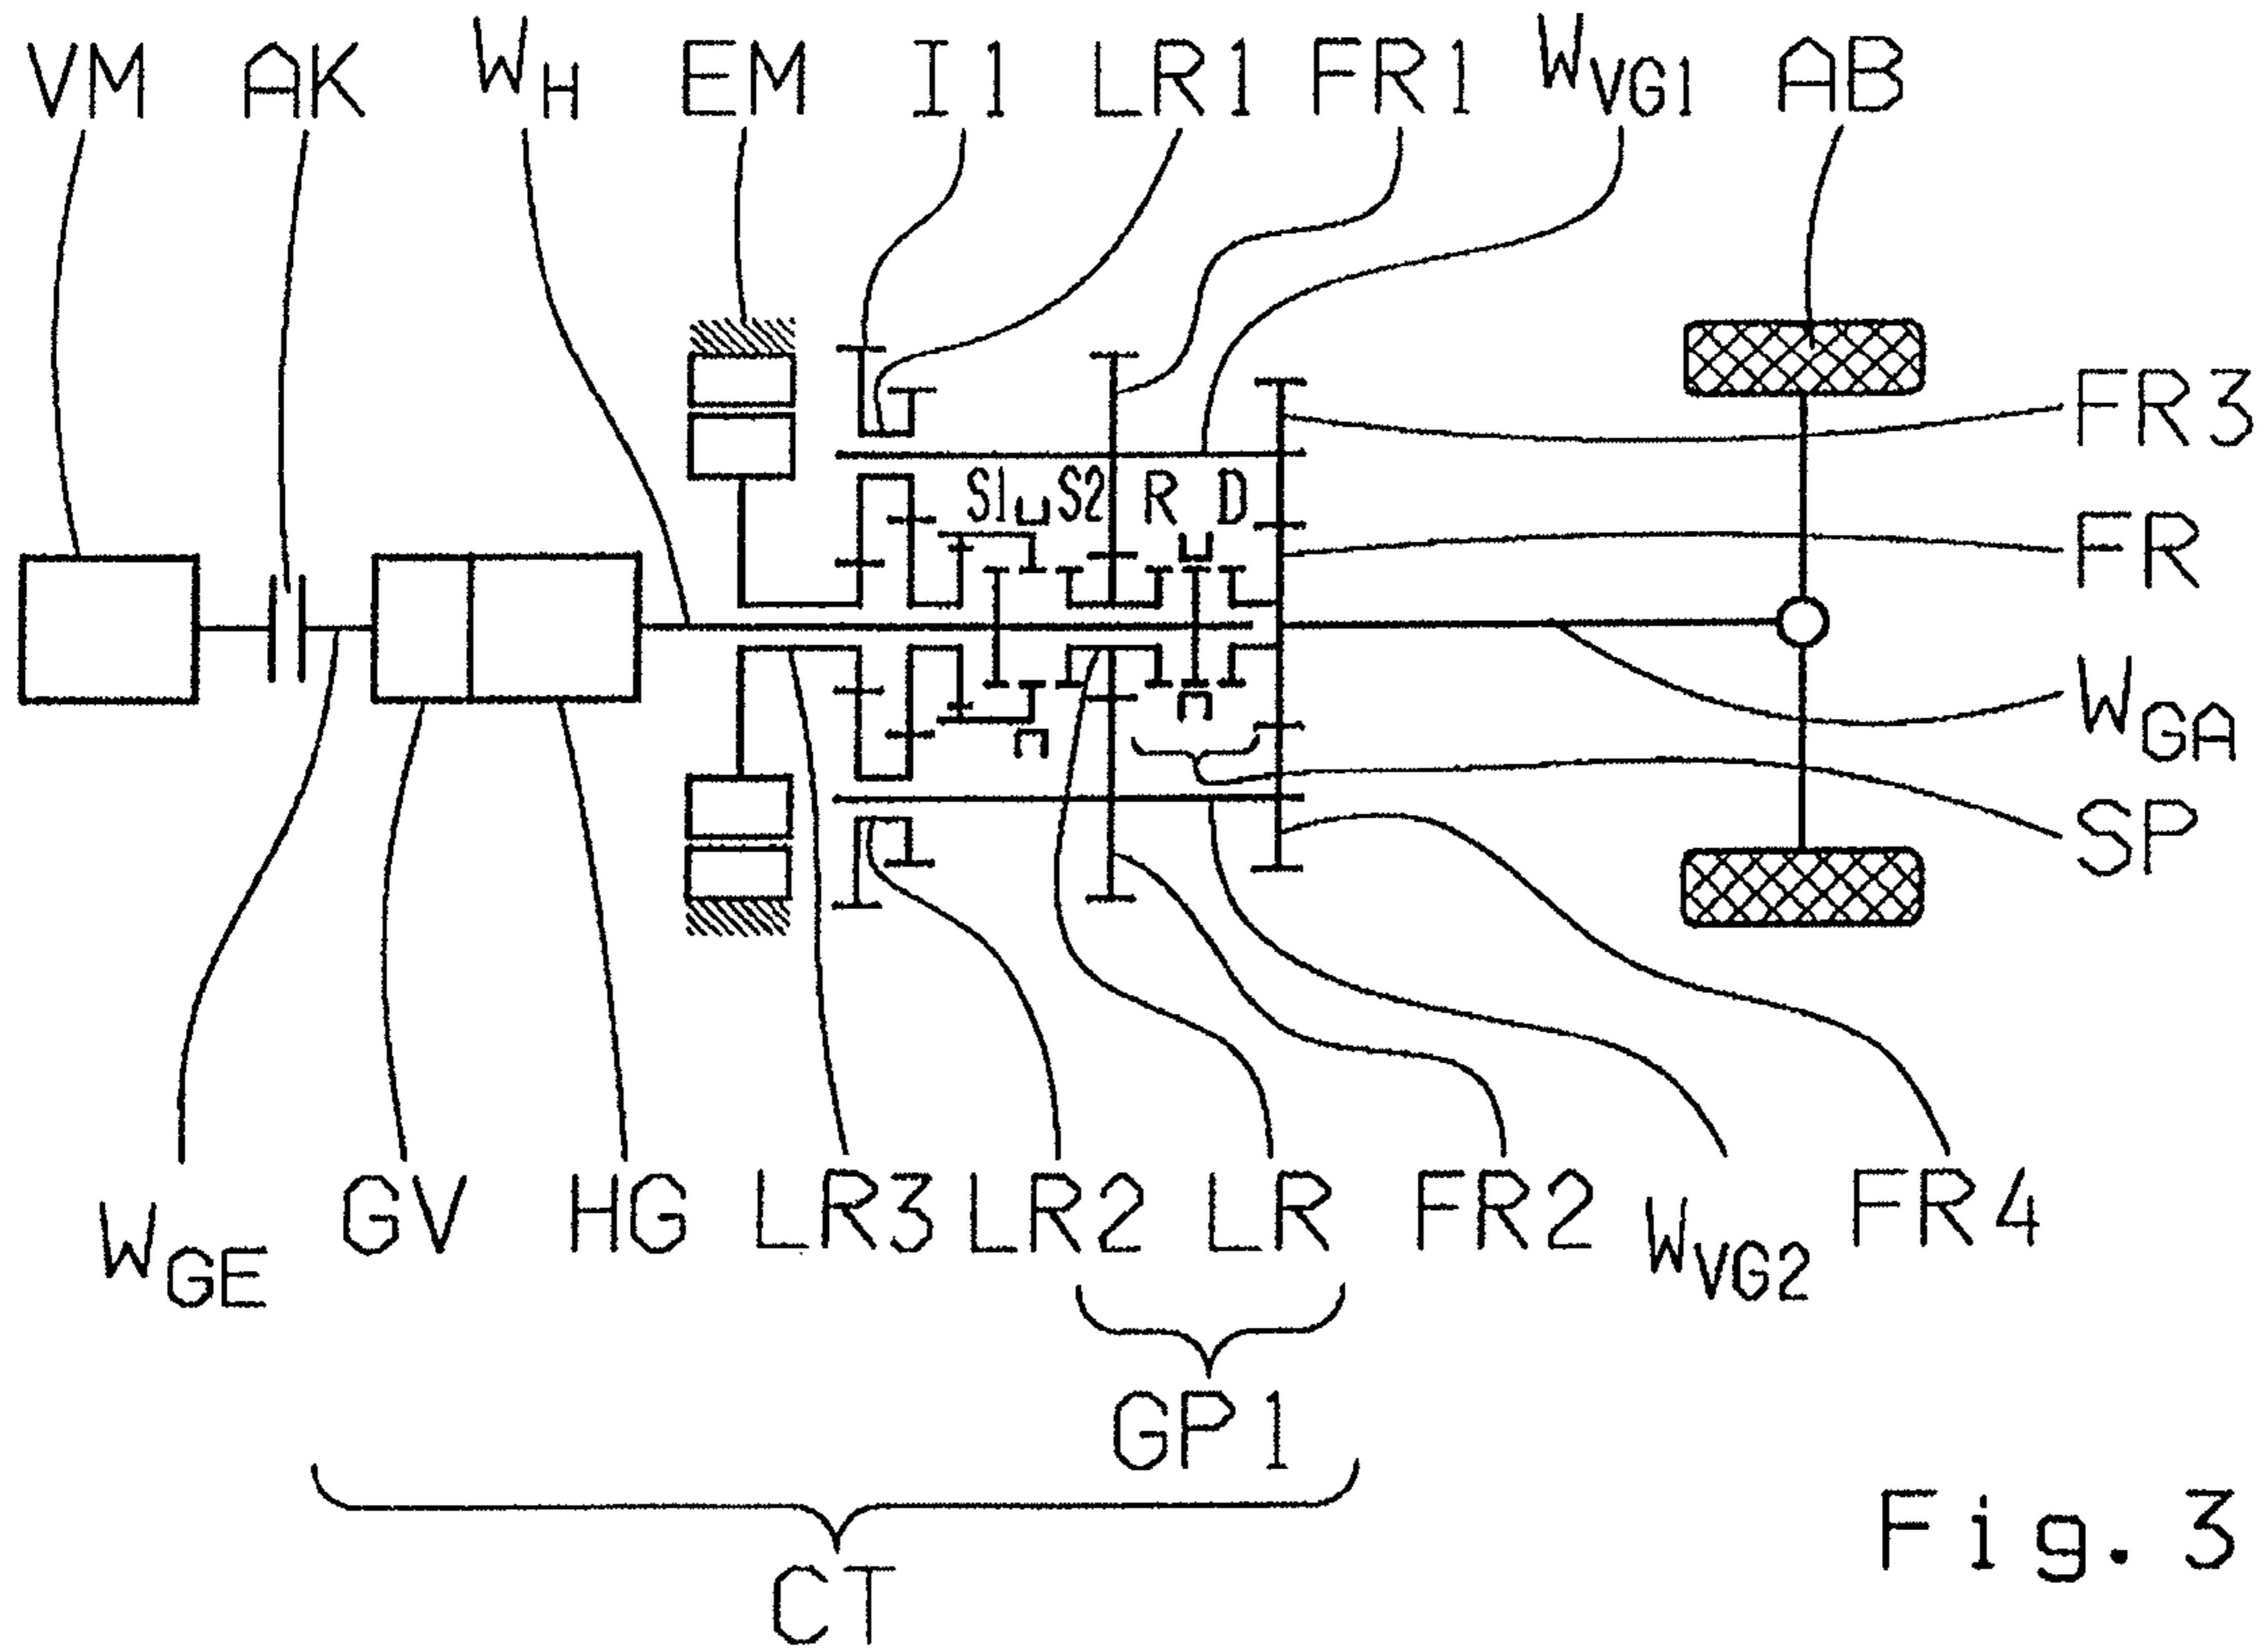 VM AK W_H EM I1 LR1 FR1 W_VG1 AB
FR3
S1 S2 R D
FR
W_GA
SP
W_GE GV HG LR3 LR2 LR FR2 W_VG2 FR4
GP1
CT
Fig. 3